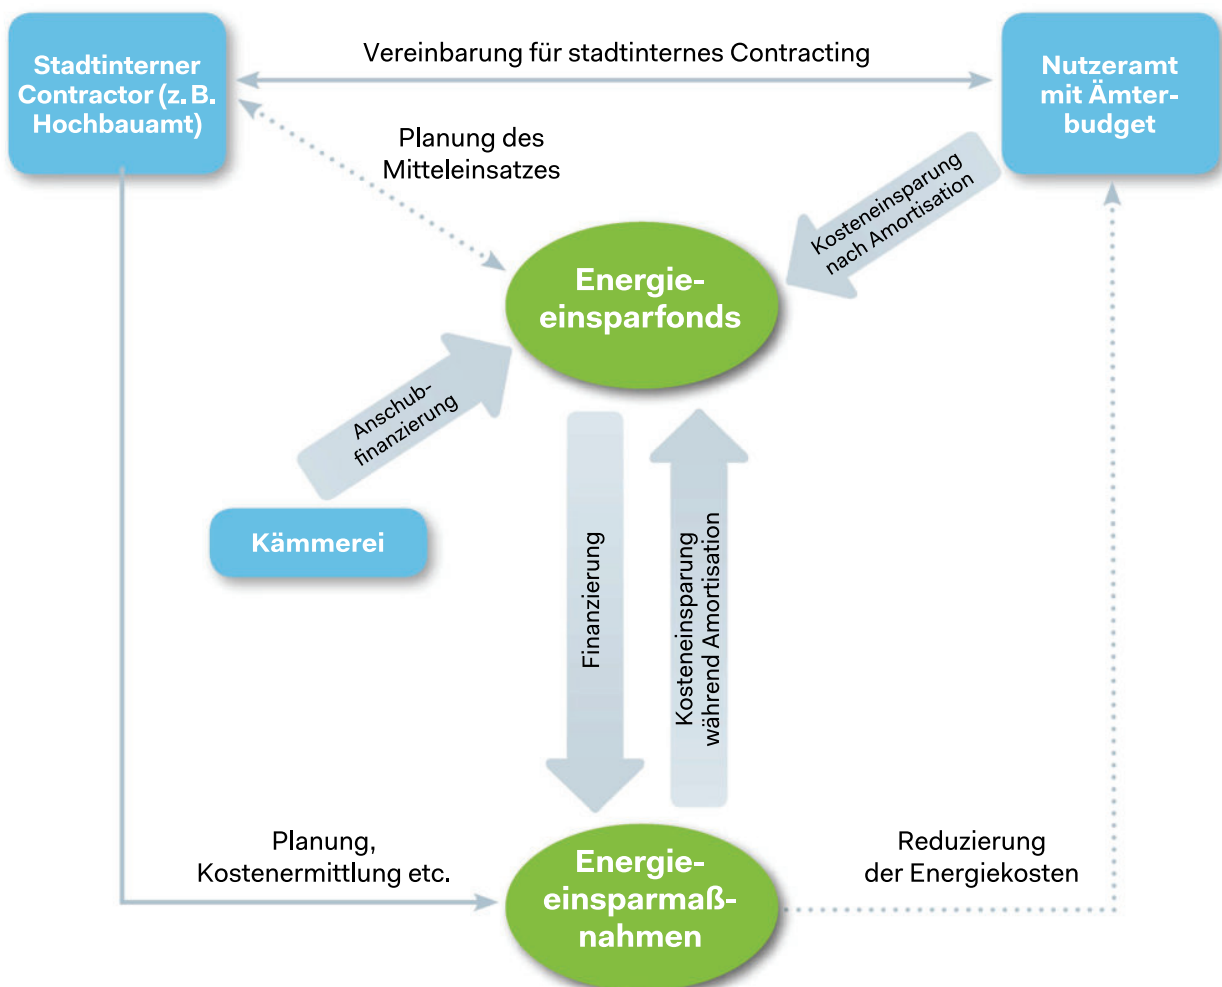 Stadtinterner
Contractor (z. B.
Hochbauamt)
Vereinbarung für stadtinternes Contracting
Nutzeramt
mit Ämter-
budget
Planung des
Mitteleinsatzes
Kosteneinsparung
nach Amortisation
Energie-
einsparfonds
Anschub-
finanzierung
Kämmerei
Finanzierung
Kosteneinsparung
während Amortisation
Planung,
Kostenermittlung etc.
Energie-
einsparmaß-
nahmen
Reduzierung
der Energiekosten